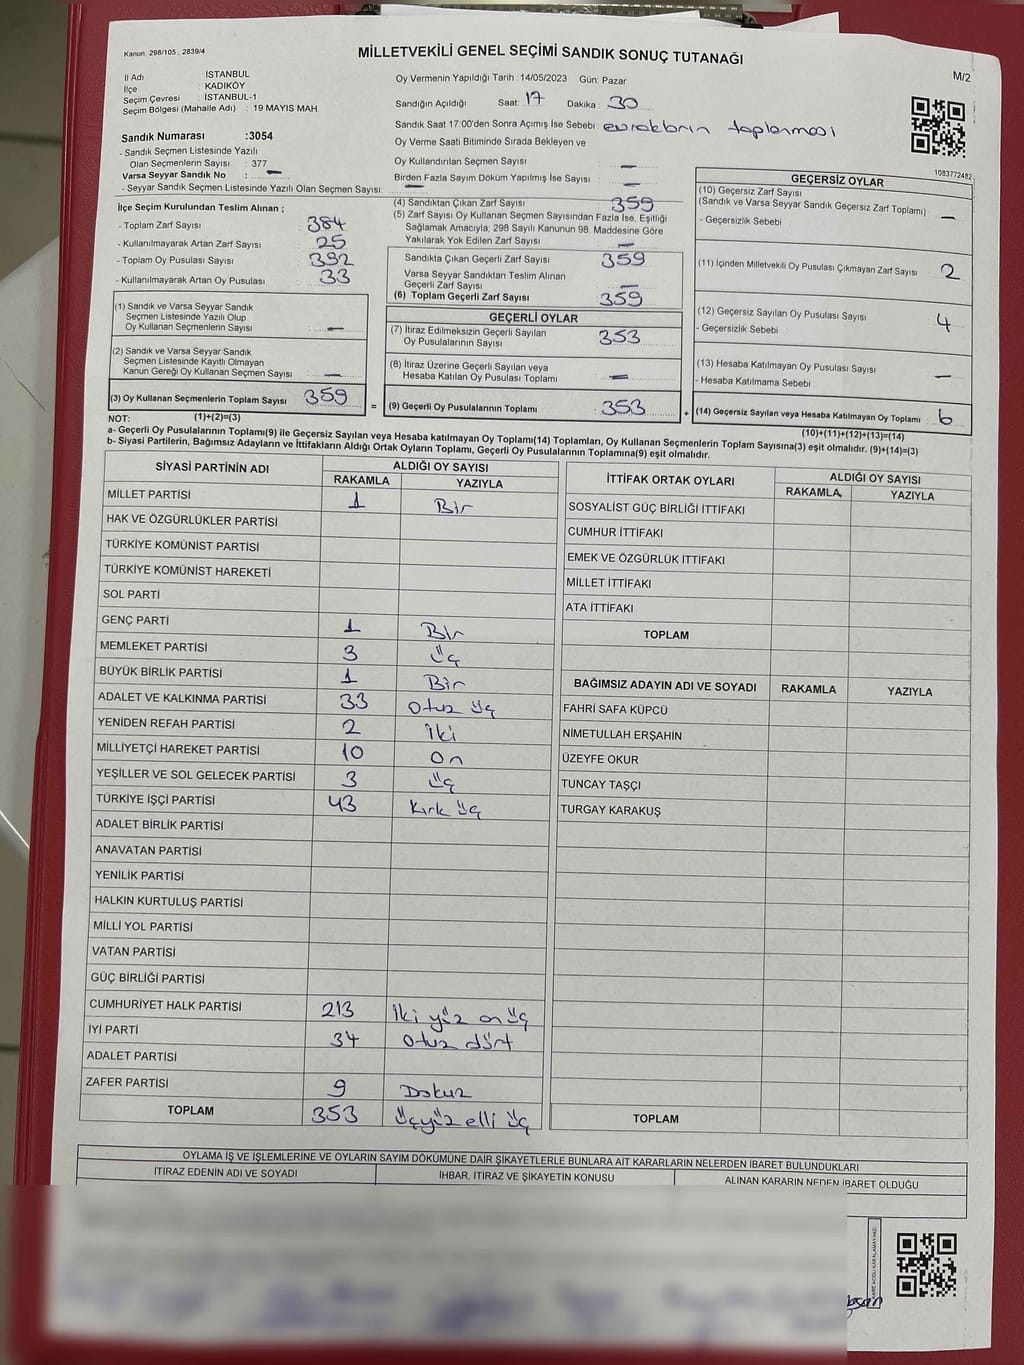 Kanun. 298/105 , 2839/4
MİLLETVEKİLİ GENEL SEÇİMİ SANDIK SONUÇ TUTANAĞI
M/2
İl Adı : İSTANBUL
İlçe : KADIKÖY
Seçim Çevresi : İSTANBUL-1
Seçim Bölgesi (Mahalle Adı) : 19 MAYIS MAH.
Sandık Numarası :3054
- Sandık Seçmen Listesinde Yazılı
Olan Seçmenlerin Sayısı : 377
Varsa Seyyar Sandık No : —
- Seyyar Sandık Seçmen Listesinde Yazılı Olan Seçmen Sayısı: —
Oy Vermenin Yapıldığı Tarih :14/05/2023 Gün: Pazar
Sandığın Açıldığı Saat: 17 Dakika : 30
Sandık Saat 17:00'den Sonra Açımış İse Sebebi : evrakların toplanması
Oy Verme Saati Bitiminde Sırada Bekleyen ve
Oy Kullandırılan Seçmen Sayısı : —
Birden Fazla Sayım Döküm Yapılmış İse Sayısı : —
1083772482
İlçe Seçim Kurulundan Teslim Alınan ;
- Toplam Zarf Sayısı : 384
- Kullanılmayarak Artan Zarf Sayısı : 25
- Toplam Oy Pusulası Sayısı : 392
- Kullanılmayarak Artan Oy Pusulası : 33
(1) Sandık ve Varsa Seyyar Sandık
Seçmen Listesinde Yazılı Olup
Oy Kullanan Seçmenlerin Sayısı : —
(2) Sandık ve Varsa Seyyar Sandık
Seçmen Listesinde Kayıtlı Olmayan
Kanun Gereği Oy Kullanan Seçmen Sayısı : —
(3) Oy Kullanan Seçmenlerin Toplam Sayısı : 359
(4) Sandıktan Çıkan Zarf Sayısı : 359
(5) Zarf Sayısı Oy Kullanan Seçmen Sayısından Fazla İse, Eşitliği
Sağlamak Amacıyla; 298 Sayılı Kanunun 98. Maddesine Göre
Yakılarak Yok Edilen Zarf Sayısı : —
Sandıkta Çıkan Geçerli Zarf Sayısı : 359
Varsa Seyyar Sandıktan Teslim Alınan
Geçerli Zarf Sayısı : —
(6) Toplam Geçerli Zarf Sayısı : 359
GEÇERLİ OYLAR
(7) İtiraz Edilmeksizin Geçerli Sayılan
Oy Pusulalarının Sayısı : 353
(8) İtiraz Üzerine Geçerli Sayılan veya
Hesaba Katılan Oy Pusulası Toplamı : —
= (9) Geçerli Oy Pusulalarının Toplamı : 353
GEÇERSİZ OYLAR
(10) Geçersiz Zarf Sayısı
(Sandık ve Varsa Seyyar Sandık Geçersiz Zarf Toplamı) : —
- Geçersizlik Sebebi :
(11) İçinden Milletvekili Oy Pusulası Çıkmayan Zarf Sayısı : 2
(12) Geçersiz Sayılan Oy Pusulası Sayısı : 4
- Geçersizlik Sebebi :
(13) Hesaba Katılmayan Oy Pusulası Sayısı : —
- Hesaba Katılmama Sebebi :
+ (14) Geçersiz Sayılan veya Hesaba Katılmayan Oy Toplamı : 6
NOT: (1)+(2)=(3) (10)+(11)+(12)+(13)=(14)
a- Geçerli Oy Pusulalarının Toplamı(9) ile Geçersiz Sayılan veya Hesaba Katılmayan Oy Toplamı(14) Toplamları, Oy Kullanan Seçmenlerin Toplam Sayısına(3) eşit olmalıdır. (9)+(14)=(3)
b- Siyasi Partilerin, Bağımsız Adayların ve İttifakların Aldığı Ortak Oyların Toplamı, Geçerli Oy Pusulalarının Toplamına(9) eşit olmalıdır.
SİYASİ PARTİNİN ADI ALDIĞI OY SAYISI
RAKAMLA YAZIYLA
MİLLET PARTİSİ 1 Bir
HAK VE ÖZGÜRLÜKLER PARTİSİ
TÜRKİYE KOMÜNİST PARTİSİ
TÜRKİYE KOMÜNİST HAREKETİ
SOL PARTİ
GENÇ PARTİ 1 Bir
MEMLEKET PARTİSİ 3 Üç
BÜYÜK BİRLİK PARTİSİ 1 Bir
ADALET VE KALKINMA PARTİSİ 33 Otuz üç
YENİDEN REFAH PARTİSİ 2 İki
MİLLİYETÇİ HAREKET PARTİSİ 10 On
YEŞİLLER VE SOL GELECEK PARTİSİ 3 Üç
TÜRKİYE İŞÇİ PARTİSİ 43 Kırk üç
ADALET BİRLİK PARTİSİ
ANAVATAN PARTİSİ
YENİLİK PARTİSİ
HALKIN KURTULUŞ PARTİSİ
MİLLİ YOL PARTİSİ
VATAN PARTİSİ
GÜÇ BİRLİĞİ PARTİSİ
CUMHURİYET HALK PARTİSİ 213 İki yüz on üç
İYİ PARTİ 34 Otuz dört
ADALET PARTİSİ
ZAFER PARTİSİ 9 Dokuz
TOPLAM 353 Üçyüz elli üç
İTTİFAK ORTAK OYLARI ALDIĞI OY SAYISI
RAKAMLA YAZIYLA
SOSYALİST GÜÇ BİRLİĞİ İTTİFAKI
CUMHUR İTTİFAKI
EMEK VE ÖZGÜRLÜK İTTİFAKI
MİLLET İTTİFAKI
ATA İTTİFAKI
TOPLAM
BAĞIMSIZ ADAYIN ADI VE SOYADI RAKAMLA YAZIYLA
FAHRİ SAFA KÜPCÜ
NİMETULLAH ERŞAHİN
ÜZEYFE OKUR
TUNCAY TAŞÇI
TURGAY KARAKUŞ
TOPLAM
OYLAMA İŞ VE İŞLEMLERİNE VE OYLARIN SAYIM DÖKÜMÜNE DAİR ŞİKAYETLERLE BUNLARA AİT KARARLARIN NELERDEN İBARET BULUNDUKLARI
İTİRAZ EDENİN ADI VE SOYADI İHBAR, İTİRAZ VE ŞİKAYETİN KONUSU ALINAN KARARIN NEDEN İBARET OLDUĞU